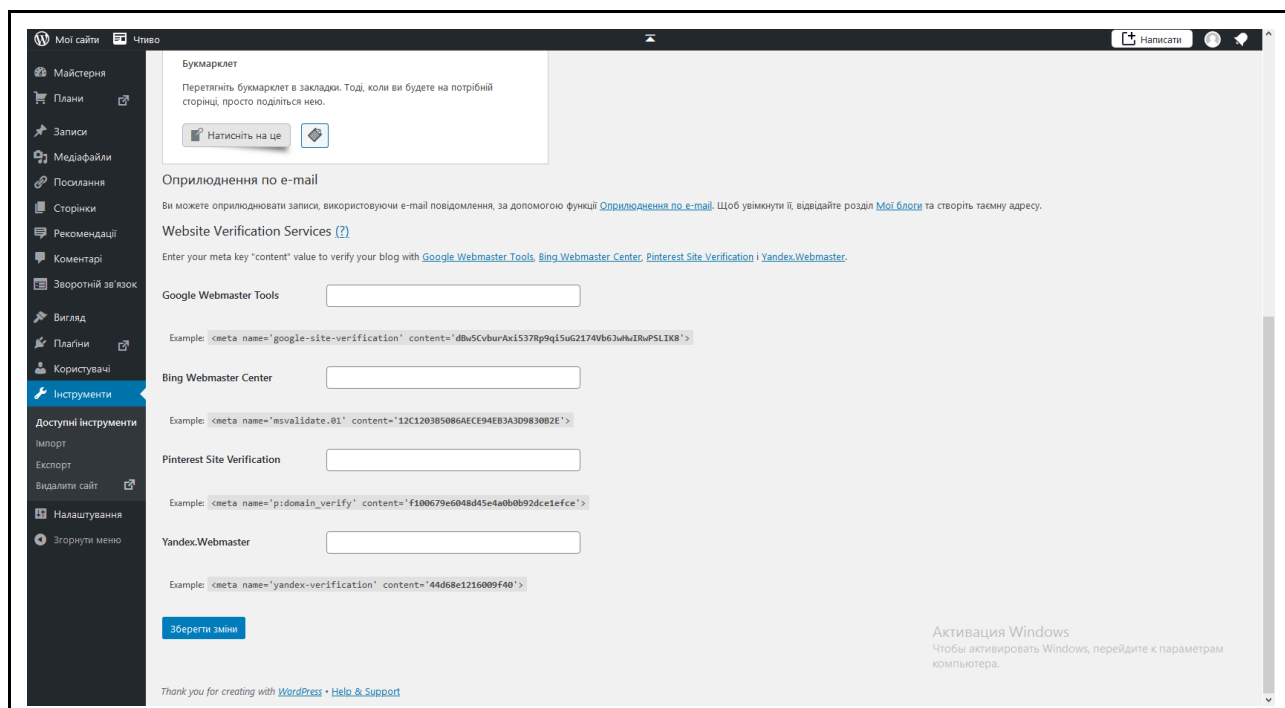 Мої сайти Чтиво Написати
Майстерня
Плани
Записи
Медіафайли
Посилання
Сторінки
Рекомендації
Коментарі
Зворотній зв'язок
Вигляд
Плаґіни
Користувачі
Інструменти
Доступні інструменти
Імпорт
Експорт
Видалити сайт
Налаштування
Згорнути меню
Букмарклет
Перетягніть букмарклет в закладки. Тоді, коли ви будете на потрібній
сторінці, просто поділіться нею.
Натисніть на це
Оприлюднення по e-mail
Ви можете оприлюднювати записи, використовуючи e-mail повідомлення, за допомогою функції Оприлюднення по e-mail. Щоб увімкнути її, відвідайте розділ Мої блоги та створіть таємну адресу.
Website Verification Services (?)
Enter your meta key "content" value to verify your blog with Google Webmaster Tools, Bing Webmaster Center, Pinterest Site Verification і Yandex.Webmaster.
Google Webmaster Tools
Example: <meta name='google-site-verification' content='dBw5CvburAxi537Rp9qi5uG2174Vb6JwHwIRwPSLIK8'>
Bing Webmaster Center
Example: <meta name='msvalidate.01' content='12C1203B5086AECE94EB3A3D9830B2E'>
Pinterest Site Verification
Example: <meta name='p:domain_verify' content='f100679e6048d45e4a0b0b92dce1efce'>
Yandex.Webmaster
Example: <meta name='yandex-verification' content='44d68e1216009f40'>
Зберегти зміни
Активация Windows
Чтобы активировать Windows, перейдите к параметрам
компьютера.
Thank you for creating with WordPress • Help & Support